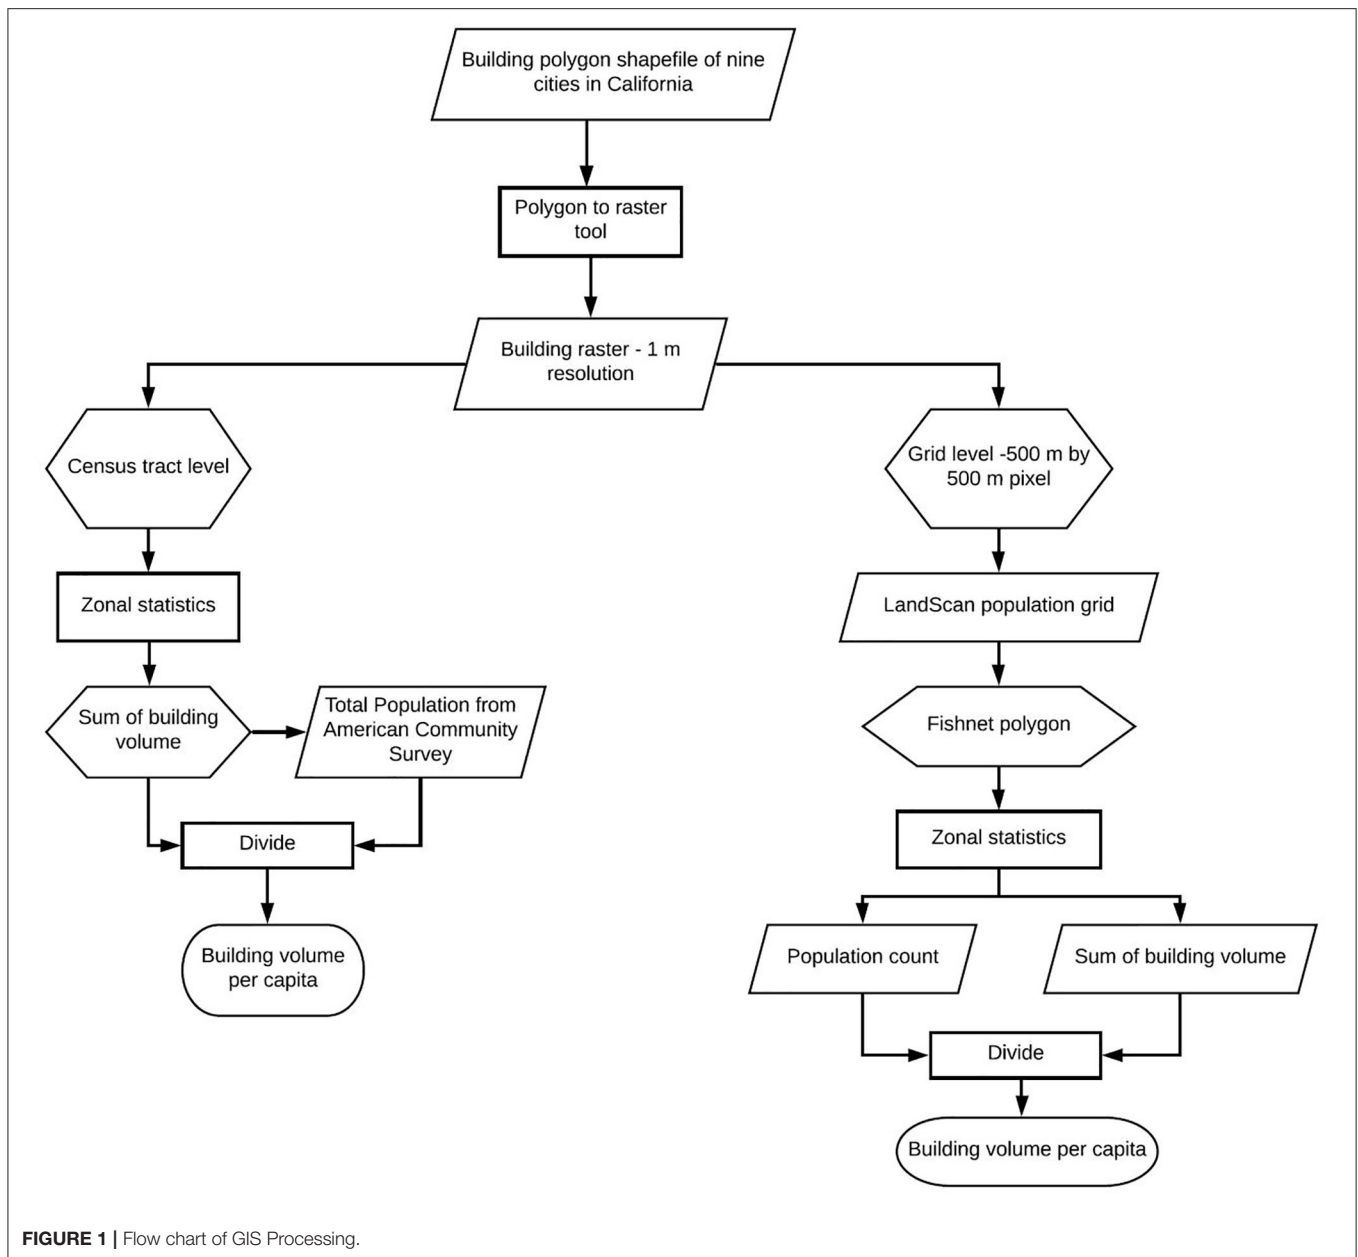 Building polygon shapefile of nine
cities in California
Polygon to raster
tool
Building raster - 1 m
resolution
Census tract level
Grid level -500 m by
500 m pixel
Zonal statistics
LandScan population grid
Sum of building
volume
Total Population from
American Community
Survey
Fishnet polygon
Divide
Zonal statistics
Building volume
per capita
Population count
Sum of building volume
Divide
Building volume per capita
FIGURE 1 | Flow chart of GIS Processing.